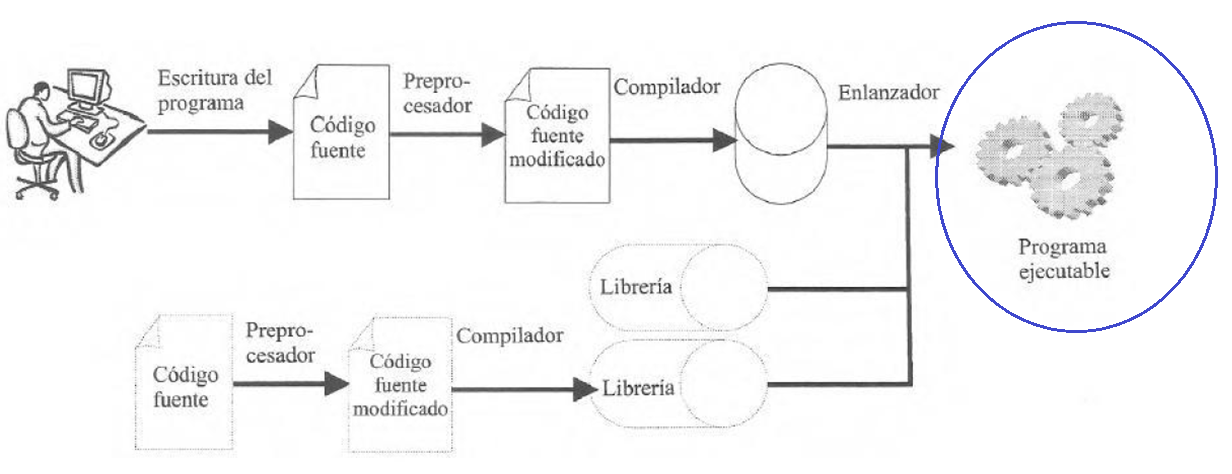 Escritura del
programa
Código
fuente
Prepro-
cesador
Código
fuente
modificado
Compilador
Enlanzador
Programa
ejecutable
Librería
Código
fuente
Prepro-
cesador
Código
fuente
modificado
Compilador
Librería